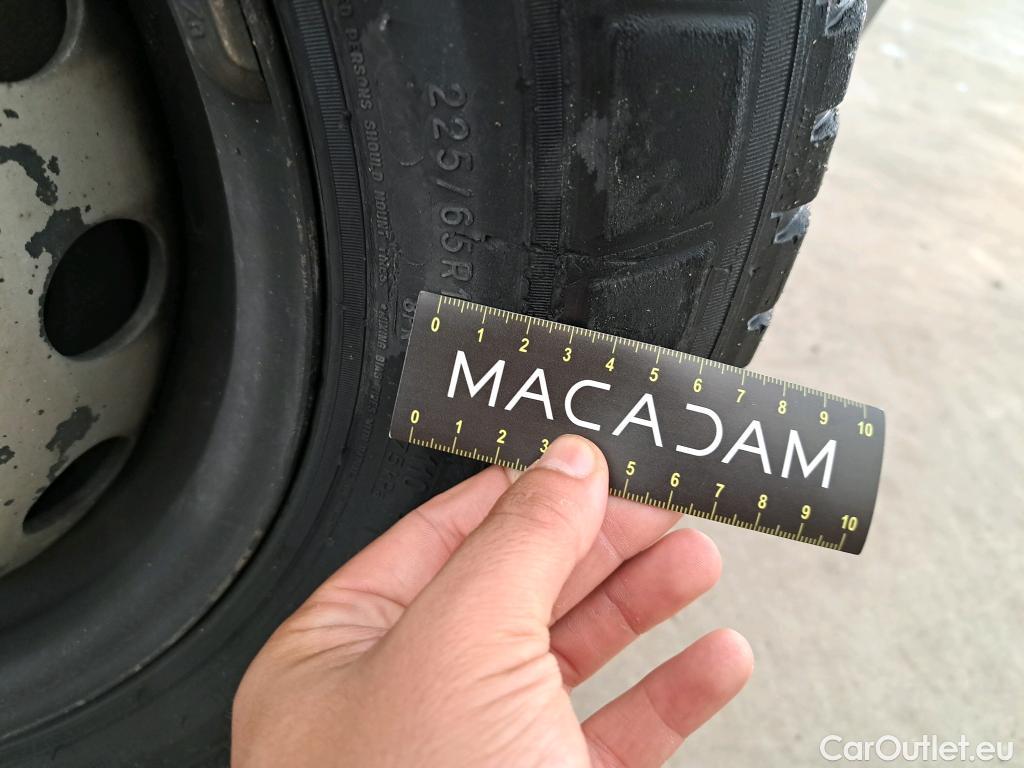 225/65R1
PERSONS SHOULD MOUNT TIRES
0 1 2 3 4 5 6 7 8 9 10
MACADAM
0 1 2 3 5 6 7 8 9 10
CarOutlet.eu